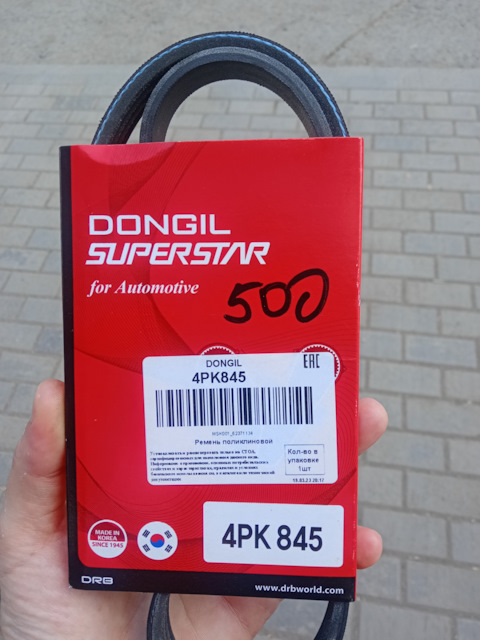 DONGIL
SUPERSTAR
for Automotive
500
DONGIL
EAC
4PK845
Ремень поликлиновой
Кол-во в
упаковке
1шт
MADE IN
KOREA
SINCE 1945
4PK 845
DRB
www.drbworld.com